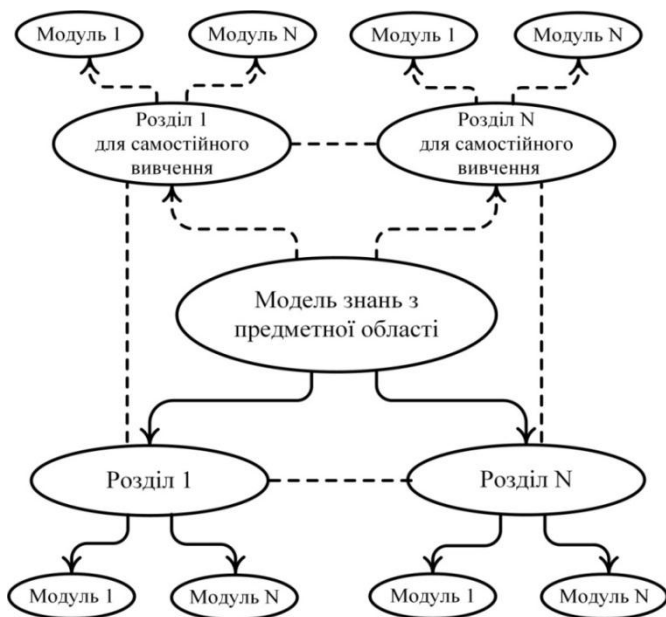 Модуль 1
Модуль N
Модуль 1
Модуль N
Розділ 1
для самостійного
вивчення
Розділ N
для самостійного
вивчення
Модель знань з
предметної області
Розділ 1
Розділ N
Модуль 1
Модуль N
Модуль 1
Модуль N